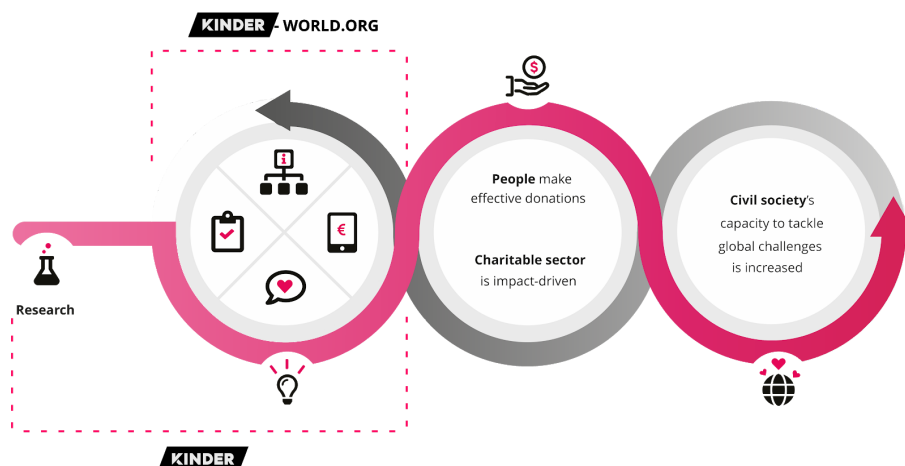 KINDER - WORLD.ORG
$
i
€
People make
effective donations
Charitable sector
is impact-driven
Civil society's
capacity to tackle
global challenges
is increased
Research
KINDER